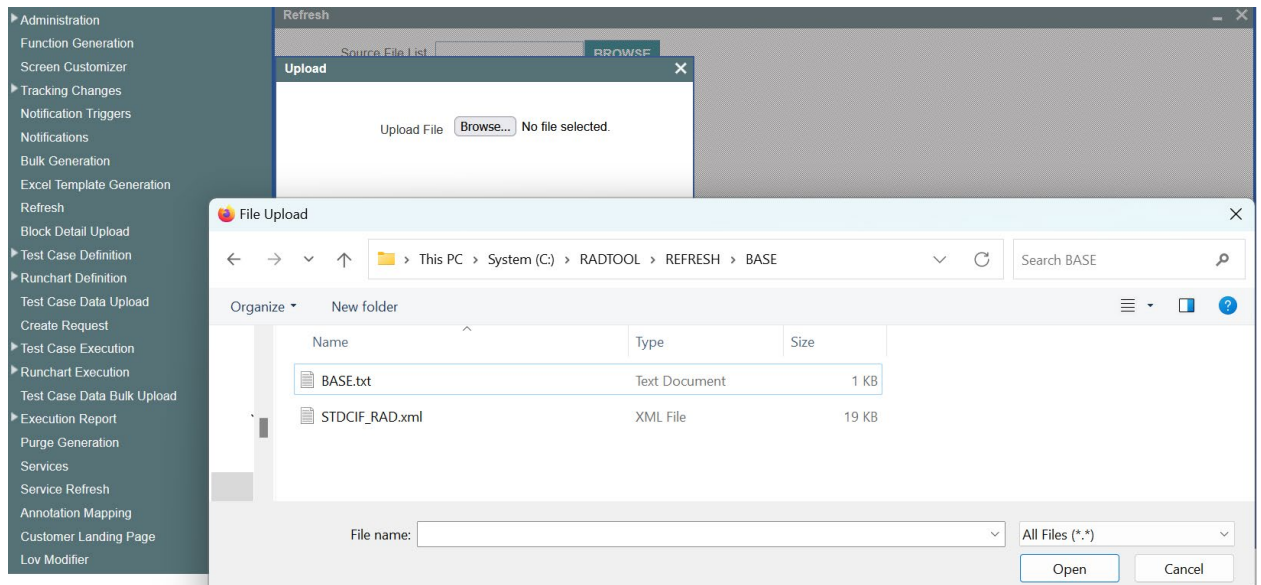 Administration
Function Generation
Screen Customizer
Tracking Changes
Notification Triggers
Notifications
Bulk Generation
Excel Template Generation
Refresh
Block Detail Upload
Test Case Definition
Runchart Definition
Test Case Data Upload
Create Request
Test Case Execution
Runchart Execution
Test Case Data Bulk Upload
Execution Report
Purge Generation
Services
Service Refresh
Annotation Mapping
Customer Landing Page
Lov Modifier
Refresh
Source File List BROWSE
Upload
Upload File Browse... No file selected.
File Upload
This PC > System (C:) > RADTOOL > REFRESH > BASE Search BASE
Organize New folder
Name Type Size
BASE.txt Text Document 1 KB
STDCIF_RAD.xml XML File 19 KB
File name: All Files (*.*)
Open Cancel